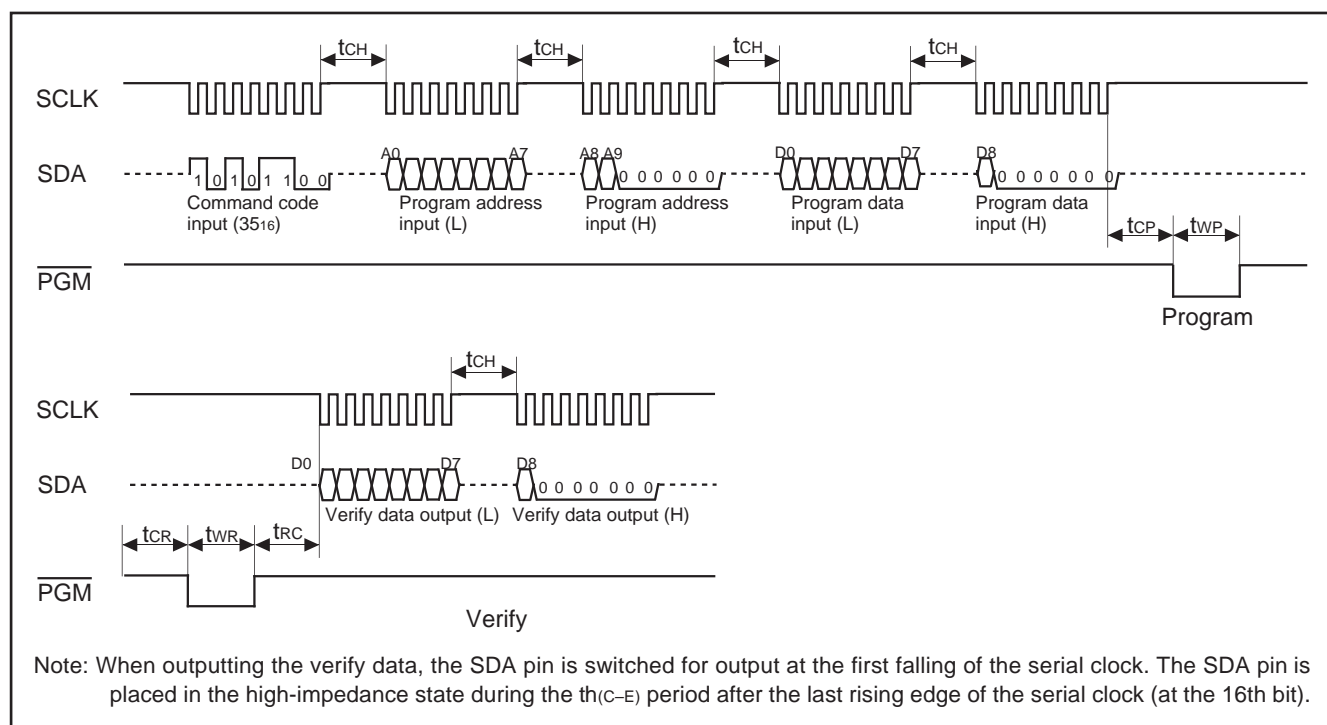 tCH tCH tCH tCH
SCLK
A0 A7 A8 A9 D0 D7 D8
SDA
1 0 1 0 1 1 0 0 0 0 0 0 0 0 0 0 0 0 0 0 0
Command code input (3516)
Program address input (L)
Program address input (H)
Program data input (L)
Program data input (H)
tCP tWP
PGM
Program
tCH
SCLK
D0 D7 D8
SDA
0 0 0 0 0 0 0
Verify data output (L) Verify data output (H)
tCR tWR tRC
PGM
Verify
Note: When outputting the verify data, the SDA pin is switched for output at the first falling of the serial clock. The SDA pin is
placed in the high-impedance state during the th(C–E) period after the last rising edge of the serial clock (at the 16th bit).